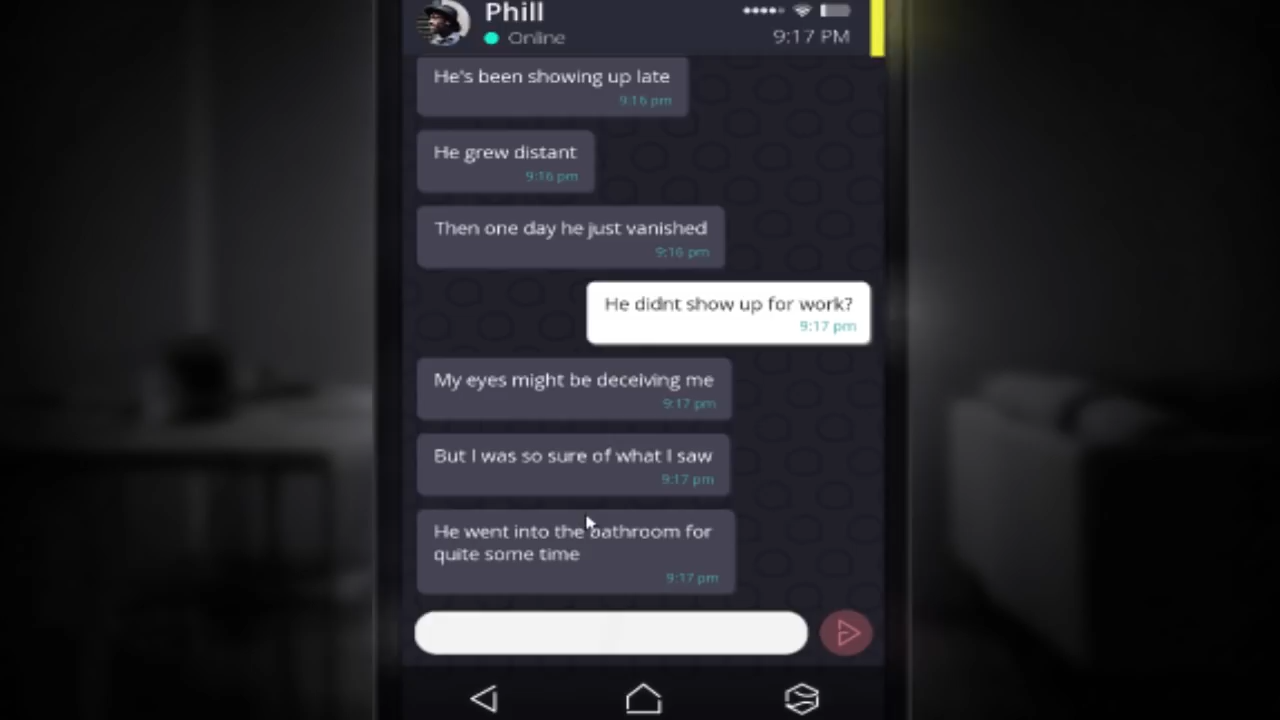 Phill
Online
9:17 PM
He's been showing up late
9:16 pm
He grew distant
9:16 pm
Then one day he just vanished
9:16 pm
He didnt show up for work?
9:17 pm
My eyes might be deceiving me
9:17 pm
But I was so sure of what I saw
9:17 pm
He went into the bathroom for
quite some time
9:17 pm